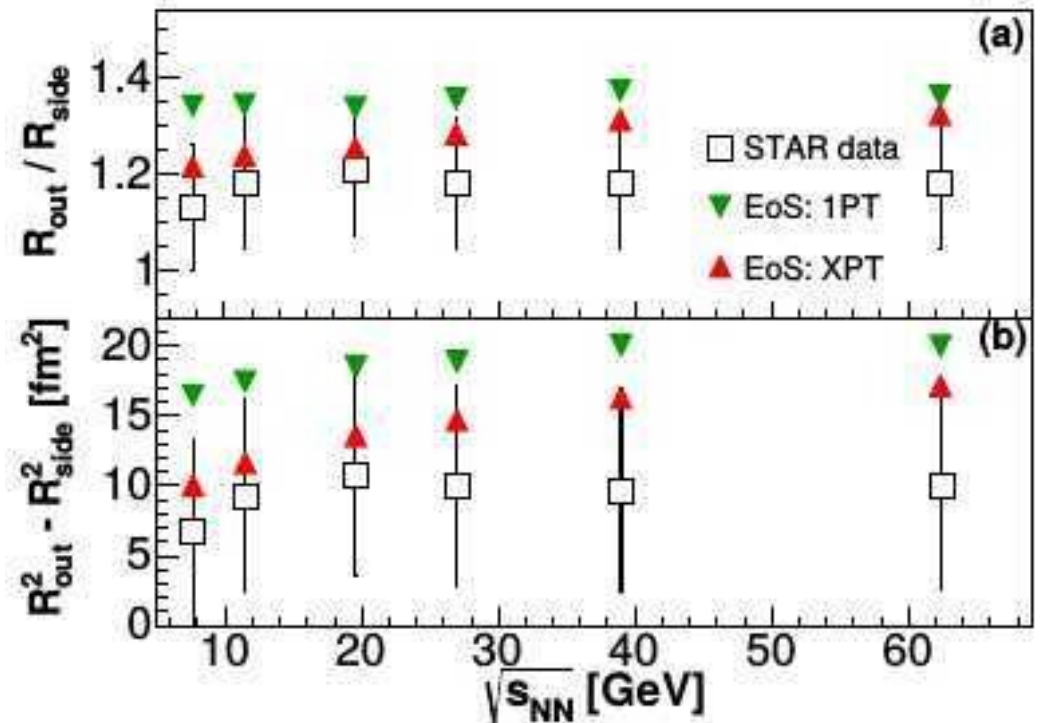 (a)
R_out / R_side
1.4
1.2
1
STAR data
EoS: 1PT
EoS: XPT
(b)
R²_out - R²_side [fm²]
20
15
10
5
0
10 20 30 40 50 60
√s_NN [GeV]